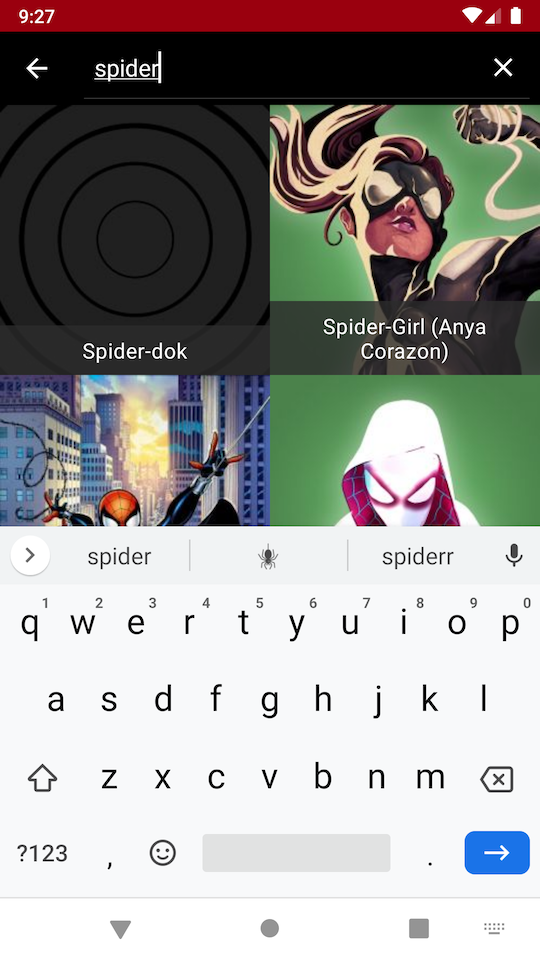 9:27
spider
Spider-dok
Spider-Girl (Anya
Corazon)
spider
spiderr
1 2 3 4 5 6 7 8 9 0
q w e r t y u i o p
a s d f g h j k l
z x c v b n m
?123 , .